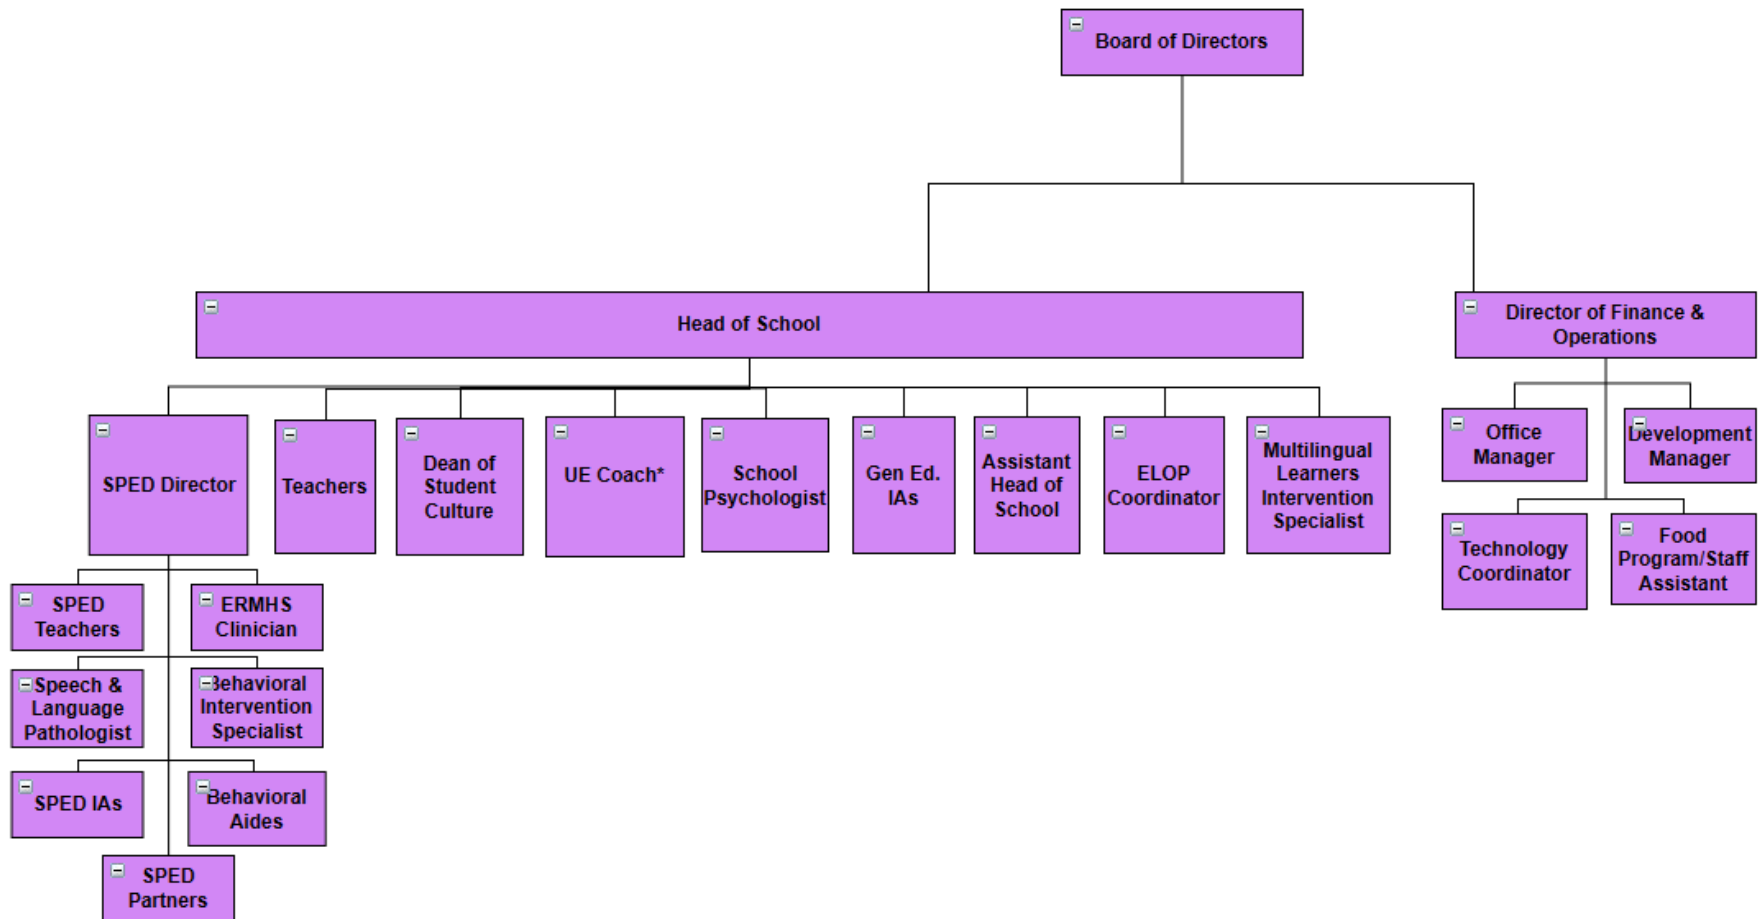 Board of Directors
Head of School
Director of Finance &
Operations
SPED Director
Teachers
Dean of
Student
Culture
UE Coach*
School
Psychologist
Gen Ed.
IAs
Assistant
Head of
School
ELOP
Coordinator
Multilingual
Learners
Intervention
Specialist
Office
Manager
Development
Manager
Technology
Coordinator
Food
Program/Staff
Assistant
SPED
Teachers
ERMHS
Clinician
Speech &
Language
Pathologist
Behavioral
Intervention
Specialist
SPED IAs
Behavioral
Aides
SPED
Partners